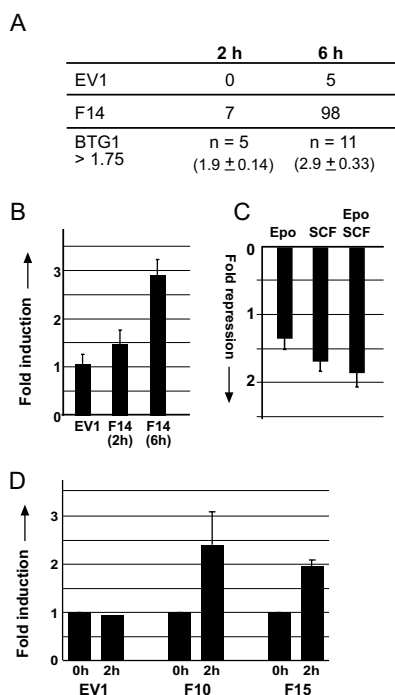 A
2 h 6 h
EV1 0 5
F14 7 98
BTG1 n = 5 n = 11
> 1.75 (1.9 ± 0.14) (2.9 ± 0.33)
B
Fold induction
3
2
1
0
EV1 F14 F14
(2h) (6h)
C
Epo
Epo SCF SCF
Fold repression
0
1
2
D
Fold induction
3
2
1
0
0h 2h 0h 2h 0h 2h
EV1 F10 F15